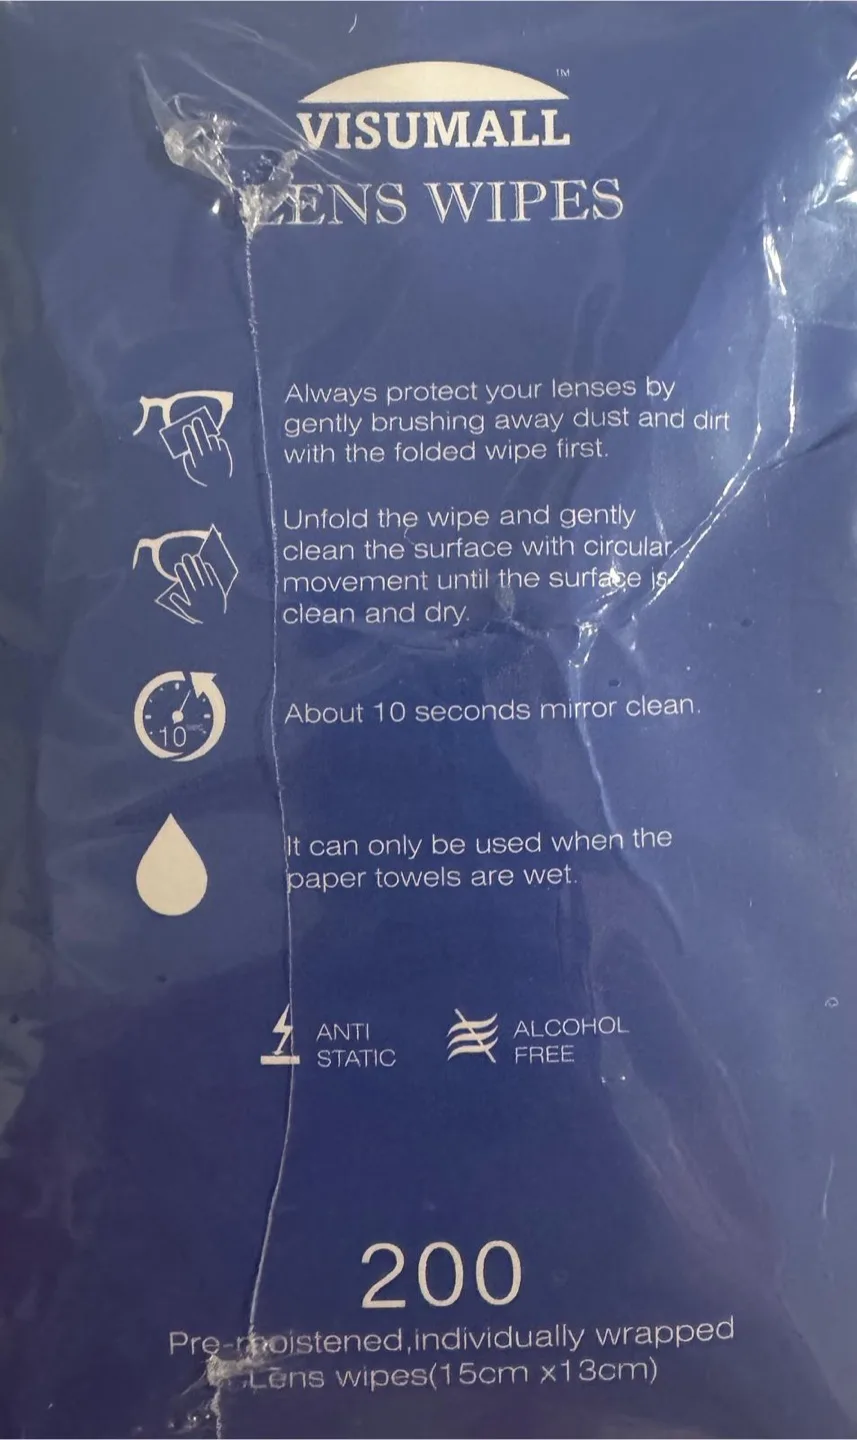 TM
VISUMALL
LENS WIPES
Always protect your lenses by
gently brushing away dust and dirt
with the folded wipe first.
Unfold the wipe and gently
clean the surface with circular
movement until the surface is
clean and dry.
10
About 10 seconds mirror clean.
It can only be used when the
paper towels are wet.
ANTI
STATIC
ALCOHOL
FREE
200
Pre-moistened,individually wrapped
Lens wipes(15cm x13cm)